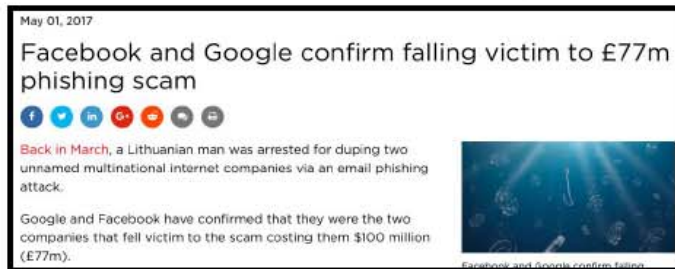 May 01, 2017
Facebook and Google confirm falling victim to £77m
phishing scam
f
in
G+
Back in March, a Lithuanian man was arrested for duping two
unnamed multinational internet companies via an email phishing
attack.
Google and Facebook have confirmed that they were the two
companies that fell victim to the scam costing them $100 million
(£77m).
Facebook and Google confirm falling